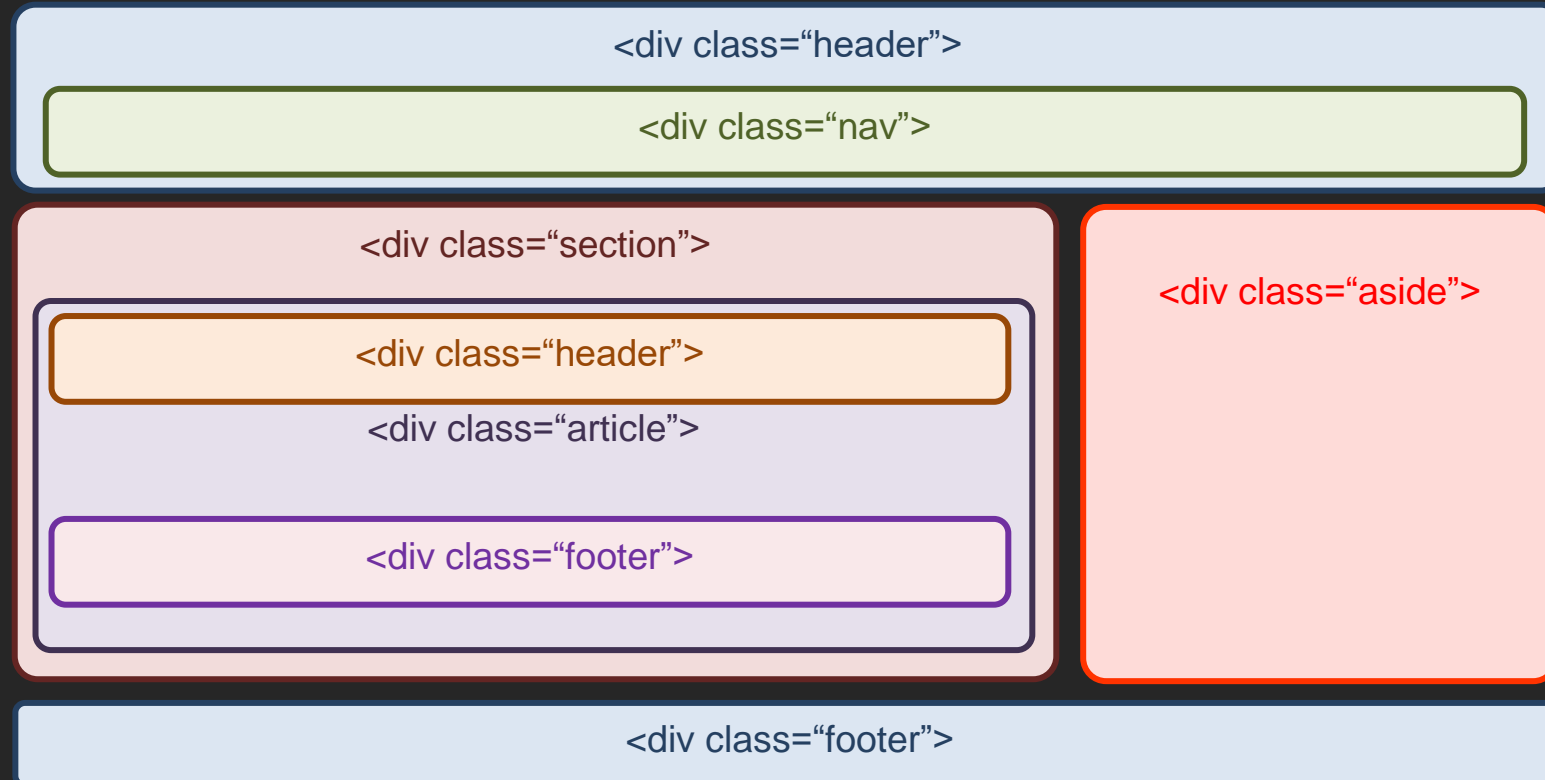 <div class=“header”>
<div class=“nav”>
<div class=“section”>
<div class=“header”>
<div class=“article”>
<div class=“footer”>
<div class=“aside”>
<div class=“footer”>